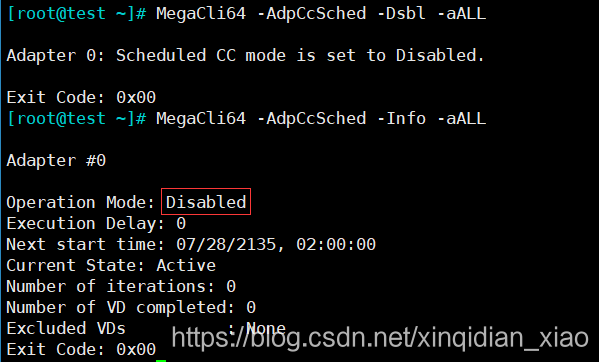 [root@test ~]# MegaCli64 -AdpCcSched -Dsbl -aALL
Adapter 0: Scheduled CC mode is set to Disabled.
Exit Code: 0x00
[root@test ~]# MegaCli64 -AdpCcSched -Info -aALL
Adapter #0
Operation Mode: Disabled
Execution Delay: 0
Next start time: 07/28/2135, 02:00:00
Current State: Active
Number of iterations: 0
Number of VD completed: 0
Excluded VDs          : None
Exit Code: 0x00
https://blog.csdn.net/xinqidian_xiao